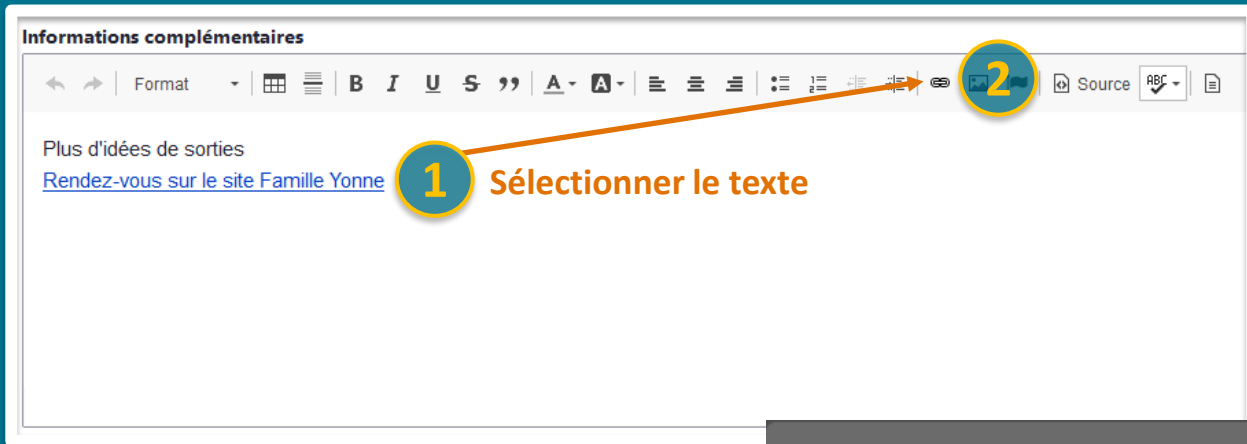 Informations complémentaires
Format B I U S A A Source ABC
2
Plus d'idées de sorties
Rendez-vous sur le site Famille Yonne
1 Sélectionner le texte